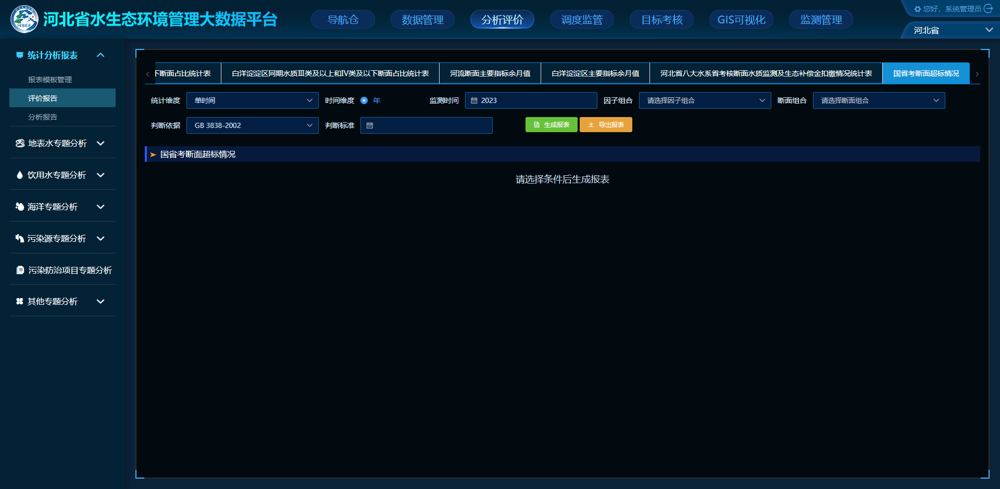 HBEE
河北省水生态环境管理大数据平台
导航仓
数据管理
分析评价
调度监管
目标考核
GIS可视化
监测管理
您好，系统管理员
河北省
统计分析报表
报表模板管理
评价报告
分析报告
地表水专题分析
饮用水专题分析
海洋专题分析
污染源专题分析
污染防治项目专题分析
其他专题分析
下断面占比统计表
白洋淀淀区同期水质Ⅲ类及以上和Ⅳ类及以下断面占比统计表
河流断面主要指标余月值
白洋淀淀区主要指标余月值
河北省八大水系省考核断面水质监测及生态补偿金扣缴情况统计表
国省考断面超标情况
统计维度
单时间
时间维度
年
监测时间
2023
因子组合
请选择因子组合
断面组合
请选择断面组合
判断依据
GB 3838-2002
判断标准
生成报表
导出报表
国省考断面超标情况
请选择条件后生成报表